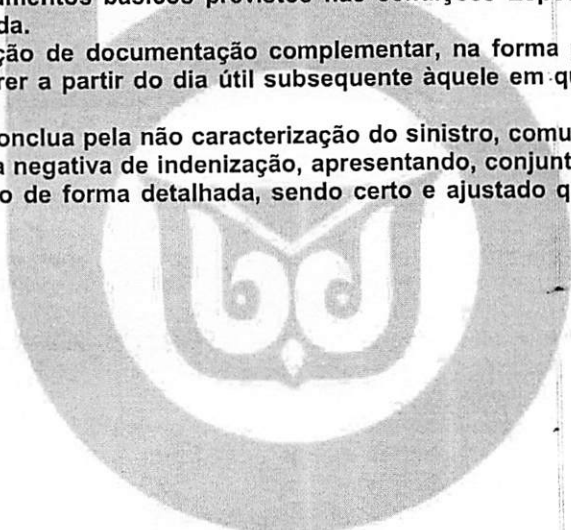 da.
ção de documentação complementar, na forma
rer a partir do dia útil subsequente àquele em qu
onclua pela não caracterização do sinistro, comu
a negativa de indenização, apresentando, conjunt
o de forma detalhada, sendo certo e ajustado q